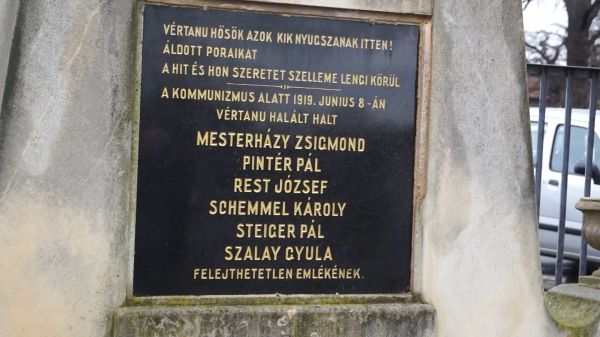 VÉRTANU HŐSÖK AZOK KIK NYUGSZANAK ITTEN!
ÁLDOTT PORAIKAT
A HIT ÉS HON SZERETET SZELLEME LENGI KÖRÜL
A KOMMUNIZMUS ALATT 1919. JUNIUS 8-ÁN
VÉRTANU HALÁLT HALT
MESTERHÁZY ZSIGMOND
PINTÉR PÁL
REST JÓZSEF
SCHEMMEL KÁROLY
STEIGER PÁL
SZALAY GYULA
FELEJTHETETLEN EMLÉKÉNEK.